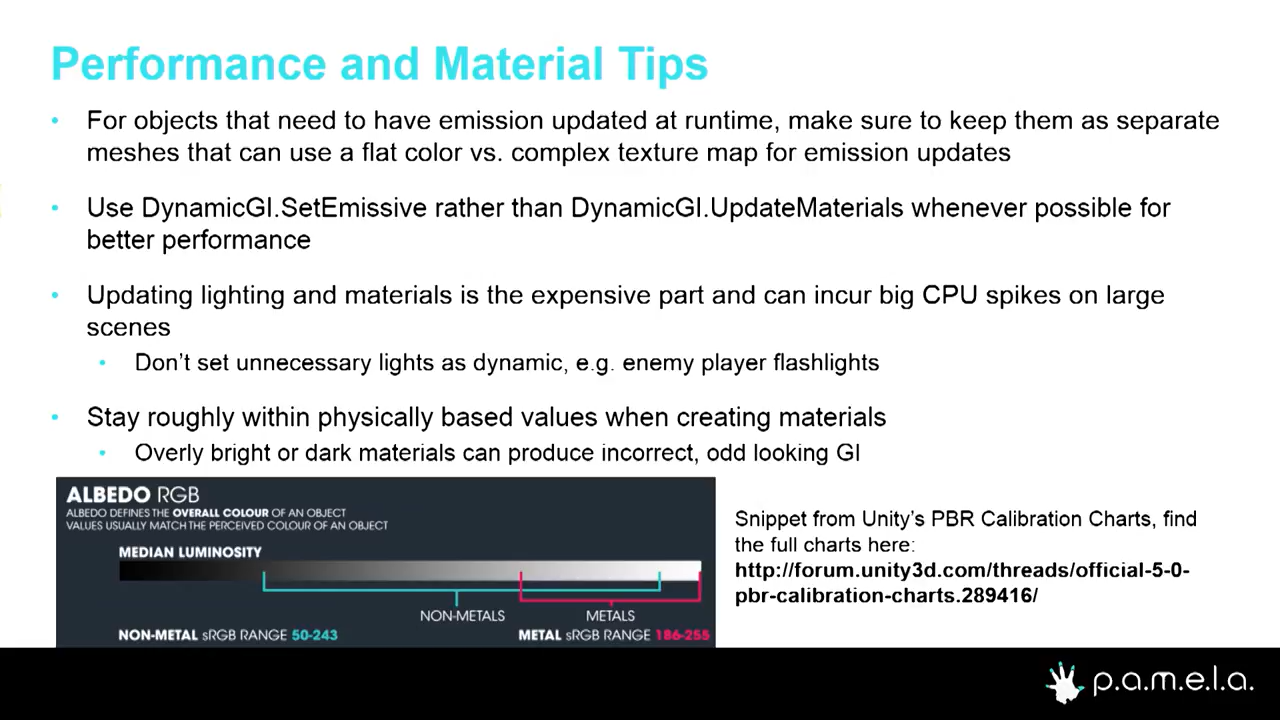 Performance and Material Tips
• For objects that need to have emission updated at runtime, make sure to keep them as separate
meshes that can use a flat color vs. complex texture map for emission updates
• Use DynamicGI.SetEmissive rather than DynamicGI.UpdateMaterials whenever possible for
better performance
• Updating lighting and materials is the expensive part and can incur big CPU spikes on large
scenes
• Don't set unnecessary lights as dynamic, e.g. enemy player flashlights
• Stay roughly within physically based values when creating materials
• Overly bright or dark materials can produce incorrect, odd looking GI
ALBEDO RGB
ALBEDO DEFINES THE OVERALL COLOUR OF AN OBJECT
VALUES USUALLY MATCH THE PERCEIVED COLOUR OF AN OBJECT
MEDIAN LUMINOSITY
NON-METALS METALS
NON-METAL sRGB RANGE 50-243 METAL sRGB RANGE 186-255
Snippet from Unity's PBR Calibration Charts, find
the full charts here:
http://forum.unity3d.com/threads/official-5-0-
pbr-calibration-charts.289416/
p.a.m.e.l.a.